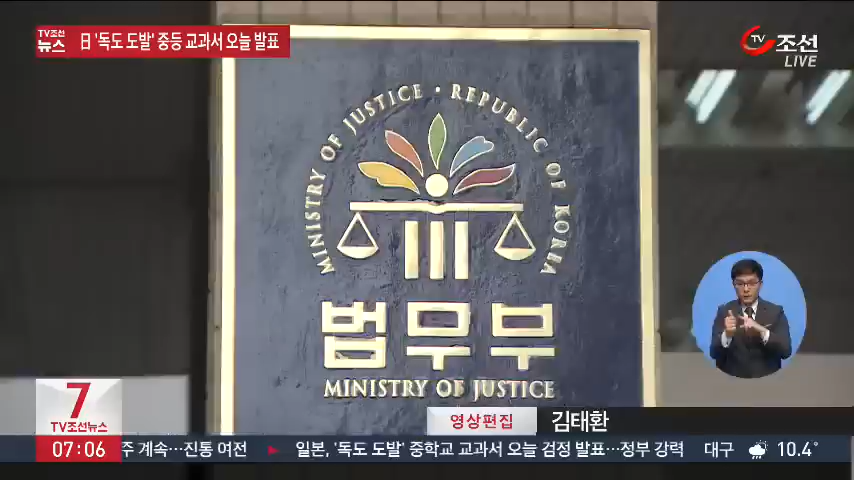 TV조선
뉴스
日 '독도 도발' 중등 교과서 오늘 발표
TV조선
LIVE
MINISTRY OF JUSTICE · REPUBLIC OF KOREA
법무부
MINISTRY OF JUSTICE
7
TV조선뉴스
영상편집 김태환
07:06 주 계속…진통 여전 ► 일본, '독도 도발' 중학교 교과서 오늘 검정 발표…정부 강력 대구 10.4°